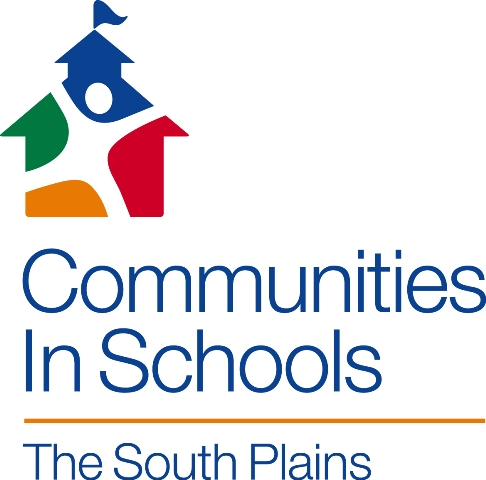 Communities
In Schools
The South Plains